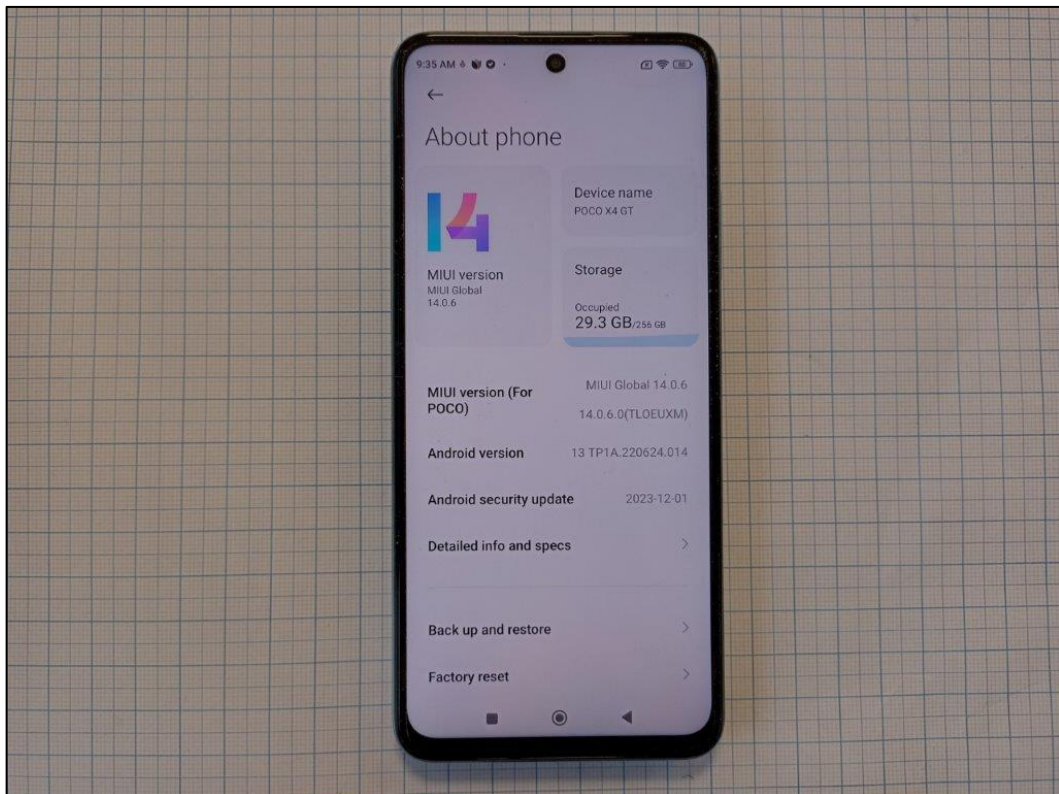 9:35 AM
About phone
14
MIUI version
MIUI Global
14.0.6
Device name
POCO X4 GT
Storage
Occupied
29.3 GB/256 GB
MIUI version (For
POCO)
MIUI Global 14.0.6
14.0.6.0(TLOEUXM)
Android version
13 TP1A.220624.014
Android security update
2023-12-01
Detailed info and specs
Back up and restore
Factory reset